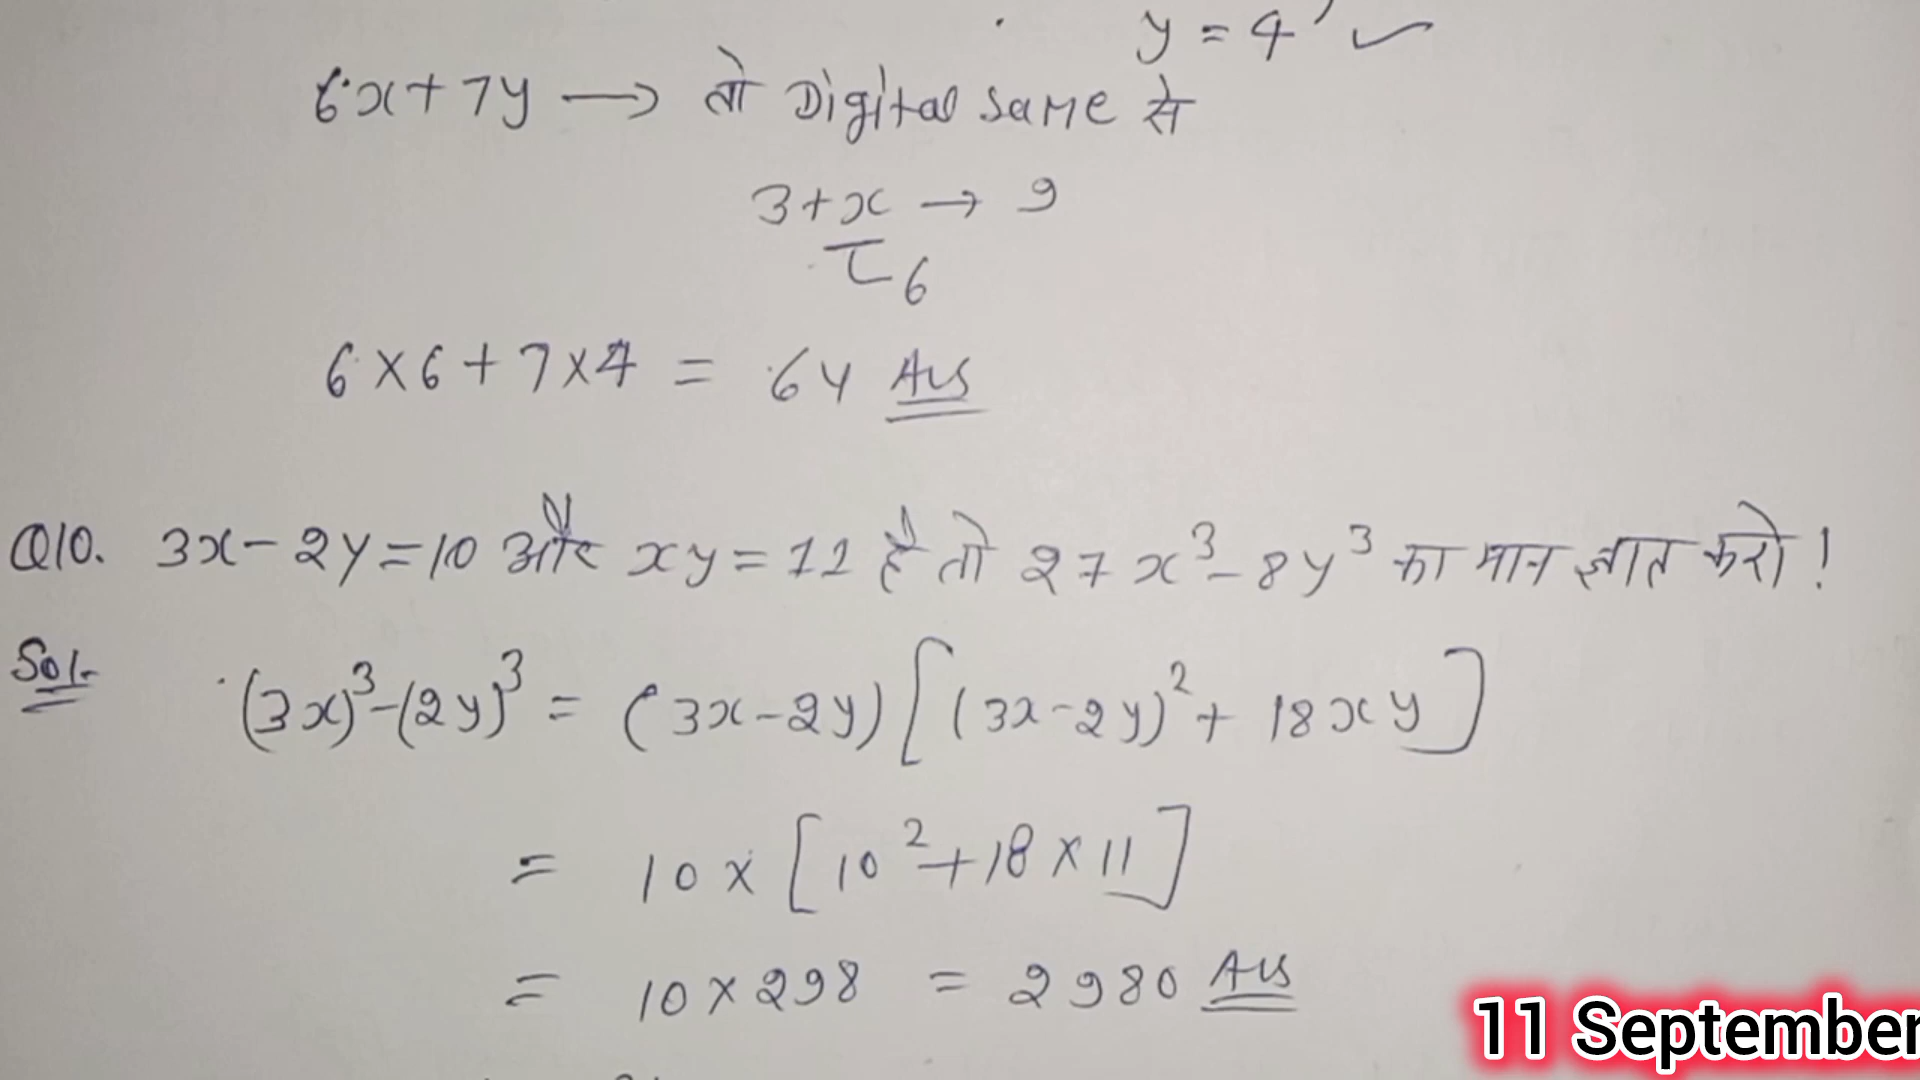 y = 4 ✓
6x + 7y → तो Digital same से
3 + x → 9
6
6 × 6 + 7 × 4 = 64 Ans
Q10. 3x - 2y = 10 और xy = 11 है तो 27x³ - 8y³ का मान ज्ञात करो !
Sol. (3x)³ - (2y)³ = (3x - 2y) [(3x - 2y)² + 18xy]
= 10 × [10² + 18 × 11]
= 10 × 298 = 2980 Ans
11 September